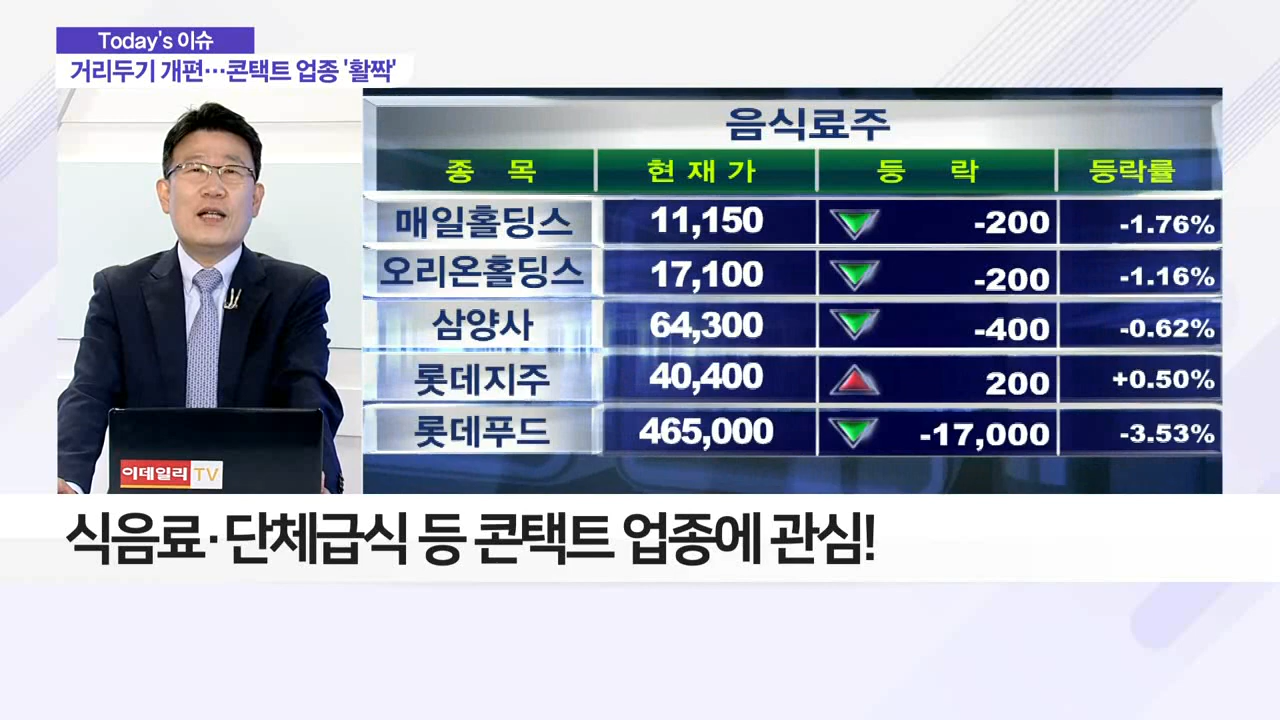 Today's 이슈
거리두기 개편…콘택트 업종 '활짝'
음식료주
종 목 현 재 가 등 락 등락률
매일홀딩스 11,150 -200 -1.76%
오리온홀딩스 17,100 -200 -1.16%
삼양사 64,300 -400 -0.62%
롯데지주 40,400 200 +0.50%
롯데푸드 465,000 -17,000 -3.53%
이데일리 TV
식음료·단체급식 등 콘택트 업종에 관심!